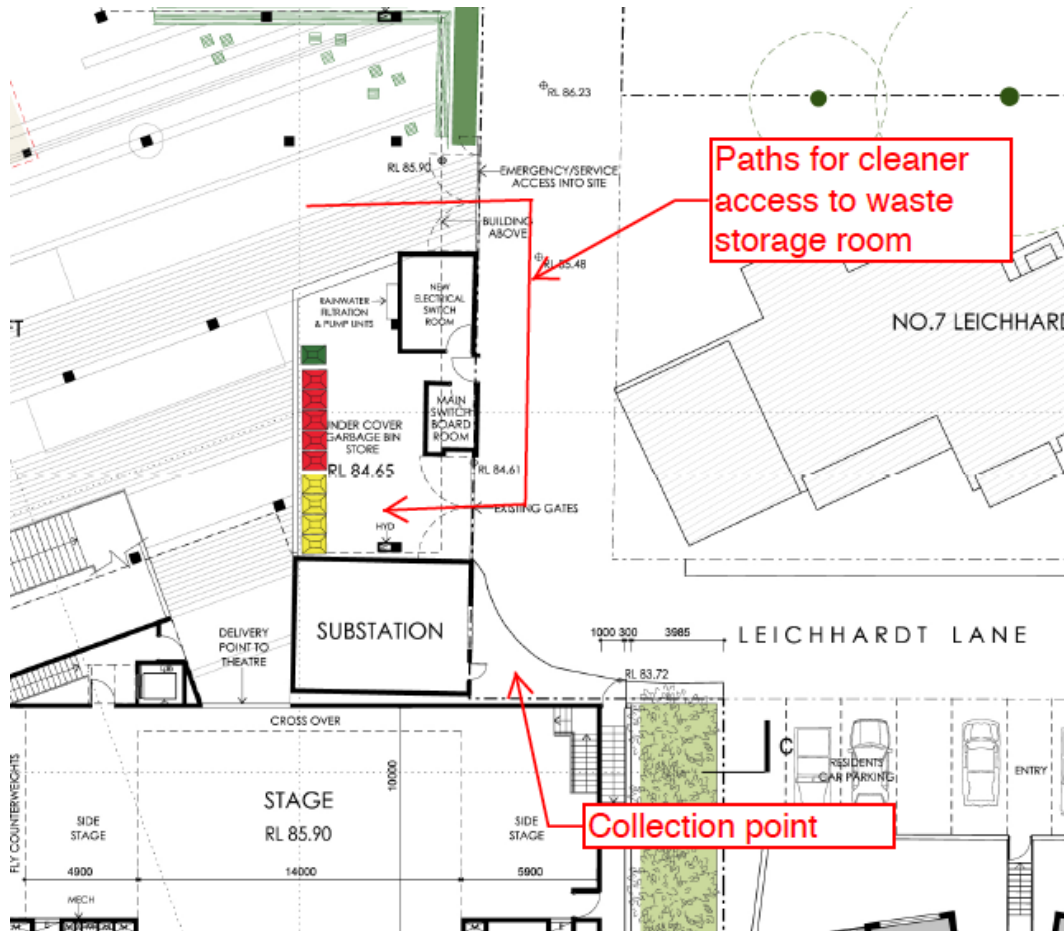 RL 86.23
RL 85.90
EMERGENCY/SERVICE
ACCESS INTO SITE
Paths for cleaner
access to waste
storage room
BUILDING
ABOVE
RL 85.48
NEW
ELECTRICAL
SWITCH
ROOM
RAINWATER
FILTRATION
& PUMP UNITS
NO.7 LEICHHARD
MAIN
SWITCH
BOARD
ROOM
UNDER COVER
GARBAGE BIN
STORE
RL 84.65
RL 84.61
EXISTING GATES
HYD
SUBSTATION
DELIVERY
POINT TO
THEATRE
1000 300 3985
LEICHHARDT LANE
RL 83.72
CROSS OVER
FLY COUNTERWEIGHTS
10000
RESIDENTS
CAR PARKING
ENTRY
STAGE
RL 85.90
SIDE
STAGE
SIDE
STAGE
Collection point
4900
14000
5900
MECH